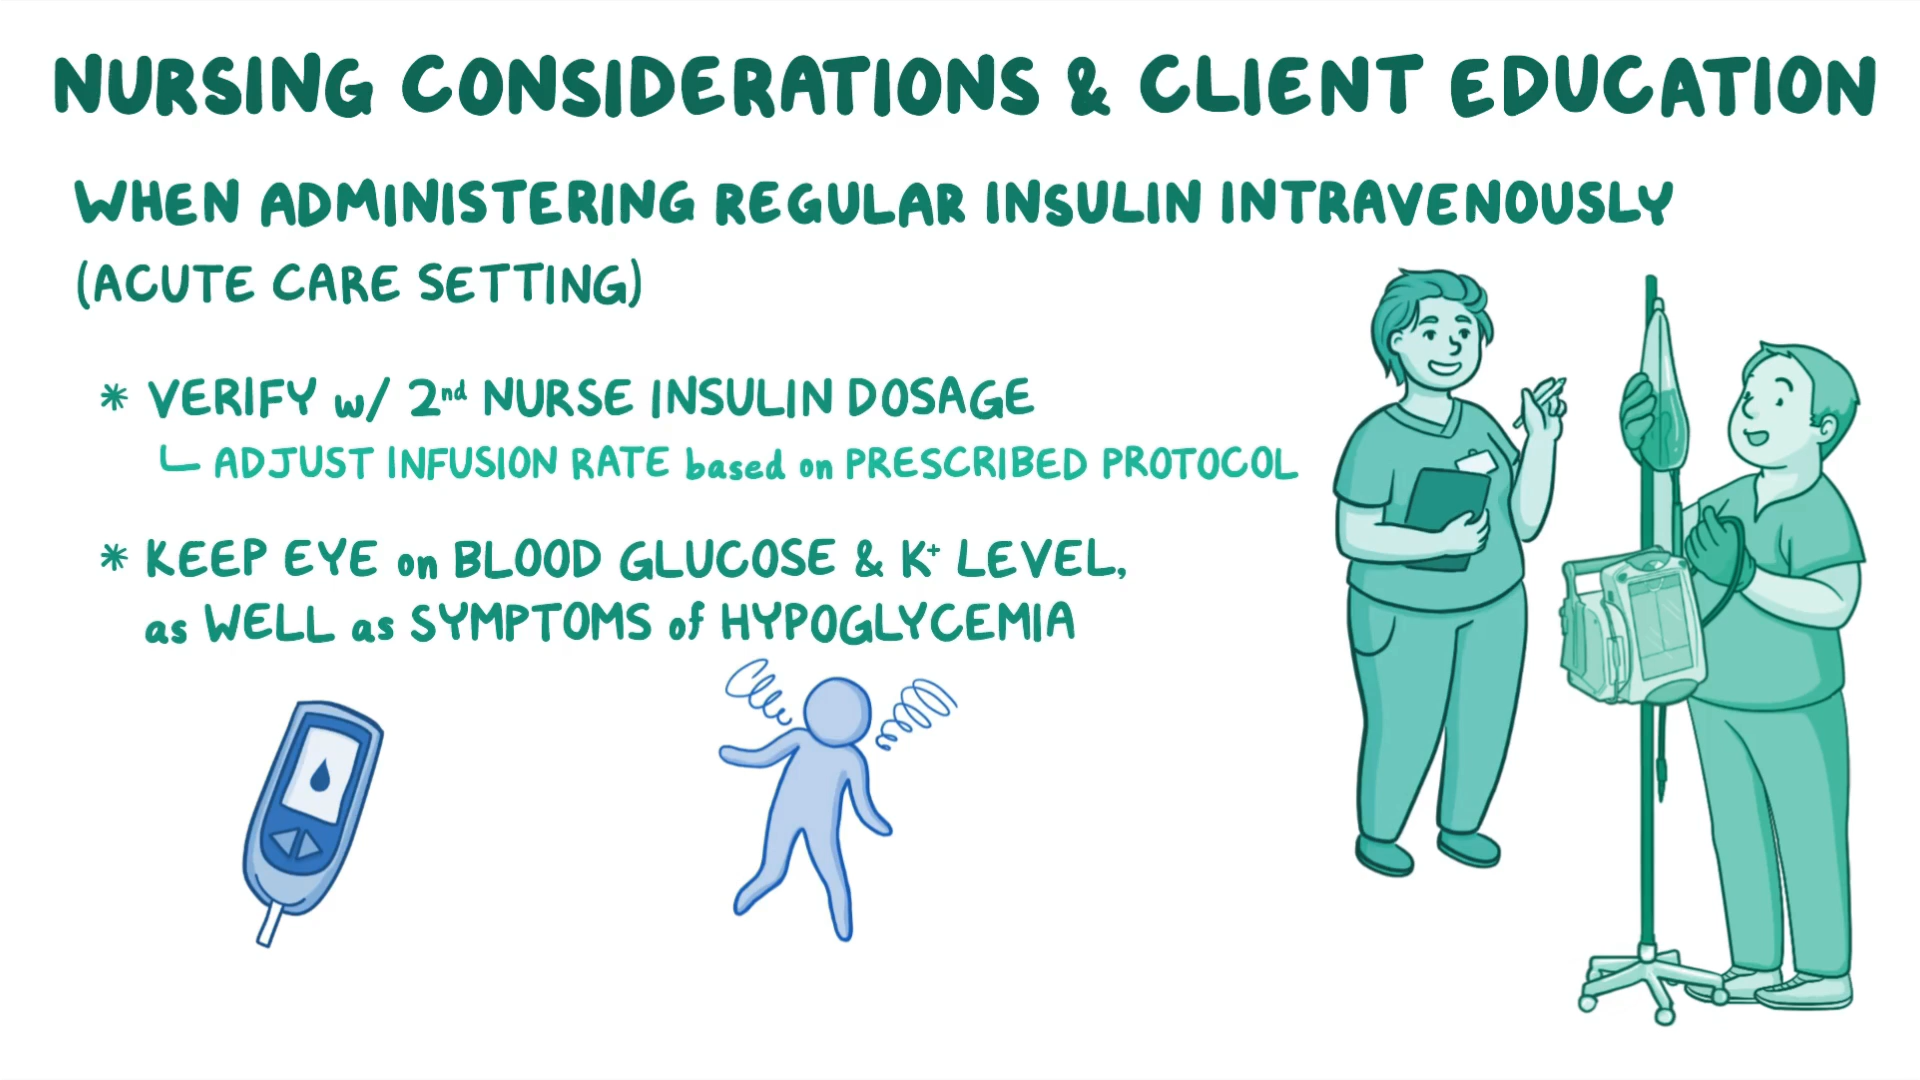 NURSING CONSIDERATIONS & CLIENT EDUCATION
WHEN ADMINISTERING REGULAR INSULIN INTRAVENOUSLY
(ACUTE CARE SETTING)
* VERIFY w/ 2nd NURSE INSULIN DOSAGE
ADJUST INFUSION RATE based on PRESCRIBED PROTOCOL
* KEEP EYE on BLOOD GLUCOSE & K+ LEVEL,
as WELL as SYMPTOMS of HYPOGLYCEMIA